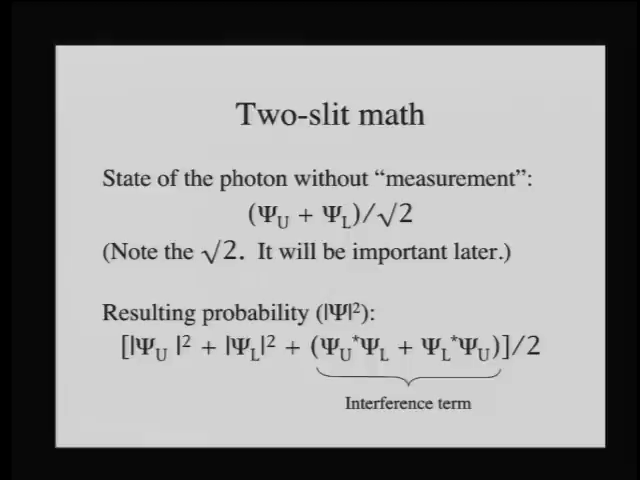 Two-slit math
State of the photon without “measurement”:
(Ψ_U + Ψ_L)/√2
(Note the √2. It will be important later.)
Resulting probability (|Ψ|²):
[|Ψ_U|² + |Ψ_L|² + (Ψ_U*Ψ_L + Ψ_L*Ψ_U)]/2
Interference term